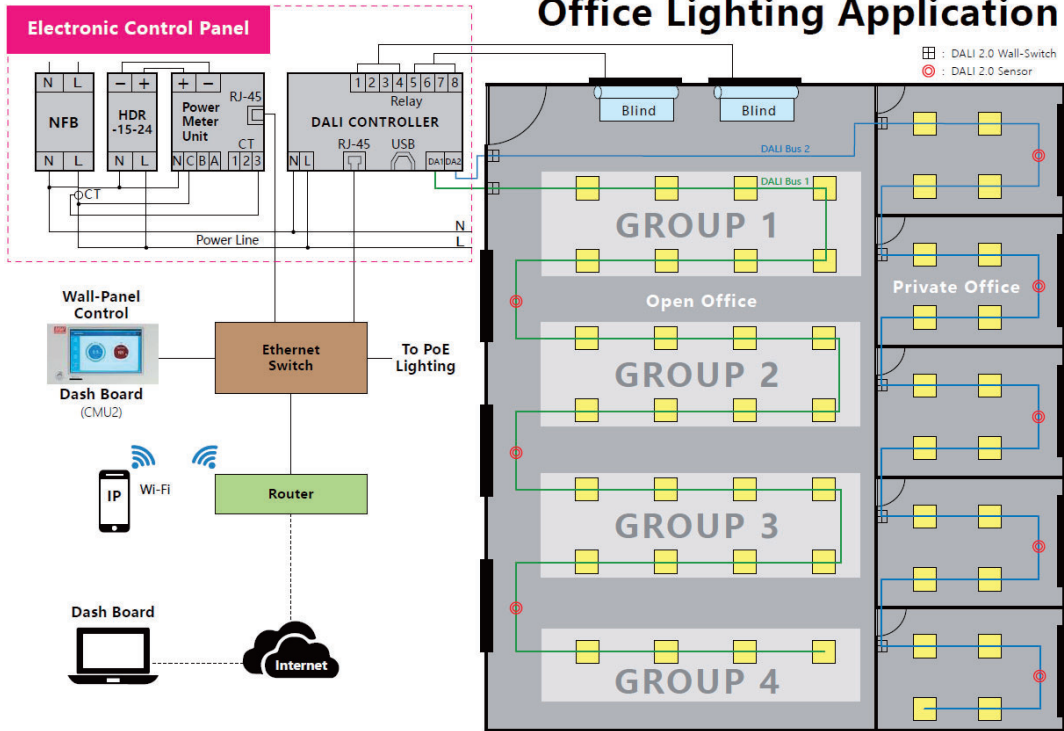 Office Lighting Application
Electronic Control Panel
: DALI 2.0 Wall-Switch
: DALI 2.0 Sensor
N L
NFB
N L
− +
HDR
-15-24
N L
+ −
Power
Meter
Unit
RJ-45
CT
N C B A 1 2 3
1 2 3 4 5 6 7 8
Relay
DALI CONTROLLER
RJ-45 USB
N L
DA1 DA2
CT
N
Power Line
L
Blind
Blind
DALI Bus 2
DALI Bus 1
GROUP 1
Open Office
Private Office
GROUP 2
GROUP 3
GROUP 4
Wall-Panel
Control
Dash Board
(CMU2)
Ethernet
Switch
To PoE
Lighting
IP
Wi-Fi
Router
Dash Board
Internet